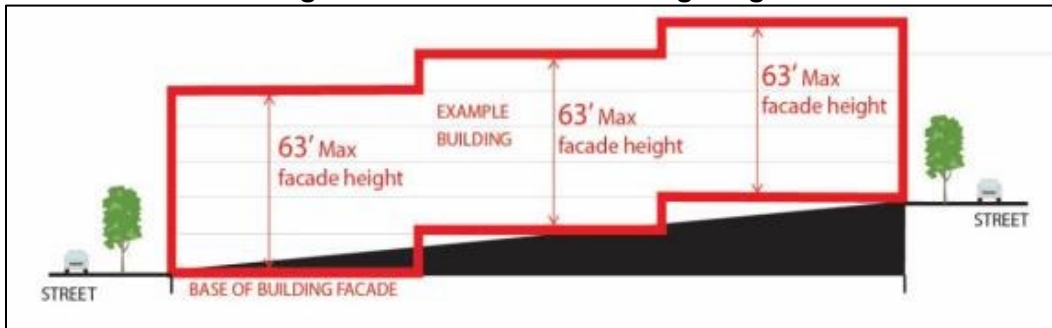 63′ Max
facade height
EXAMPLE
BUILDING
63′ Max
facade height
63′ Max
facade height
STREET
STREET
BASE OF BUILDING FACADE